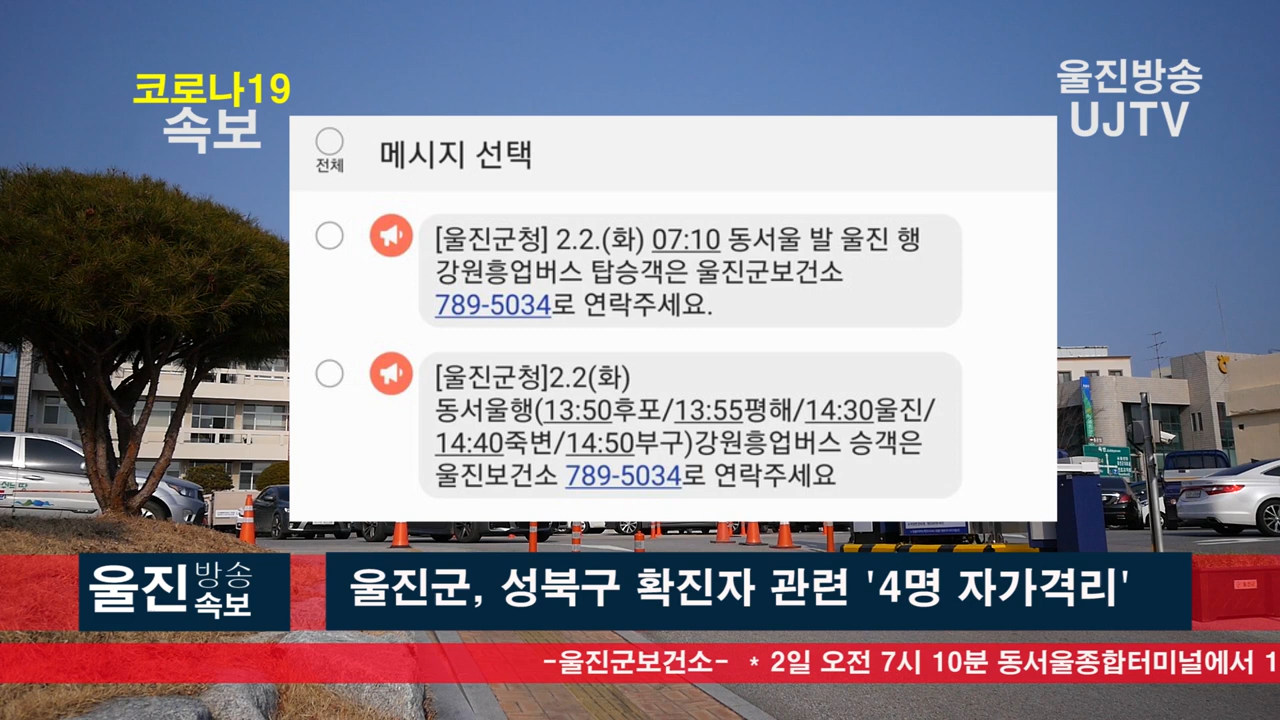 코로나19
속보
울진방송
UJTV
전체
메시지 선택
[울진군청] 2.2.(화) 07:10 동서울 발 울진 행
강원흥업버스 탑승객은 울진군보건소
789-5034로 연락주세요.
[울진군청]2.2(화)
동서울행(13:50후포/13:55평해/14:30울진/
14:40죽변/14:50부구)강원흥업버스 승객은
울진보건소 789-5034로 연락주세요
울진 방송
속보
울진군, 성북구 확진자 관련 '4명 자가격리'
-울진군보건소- * 2일 오전 7시 10분 동서울종합터미널에서 1